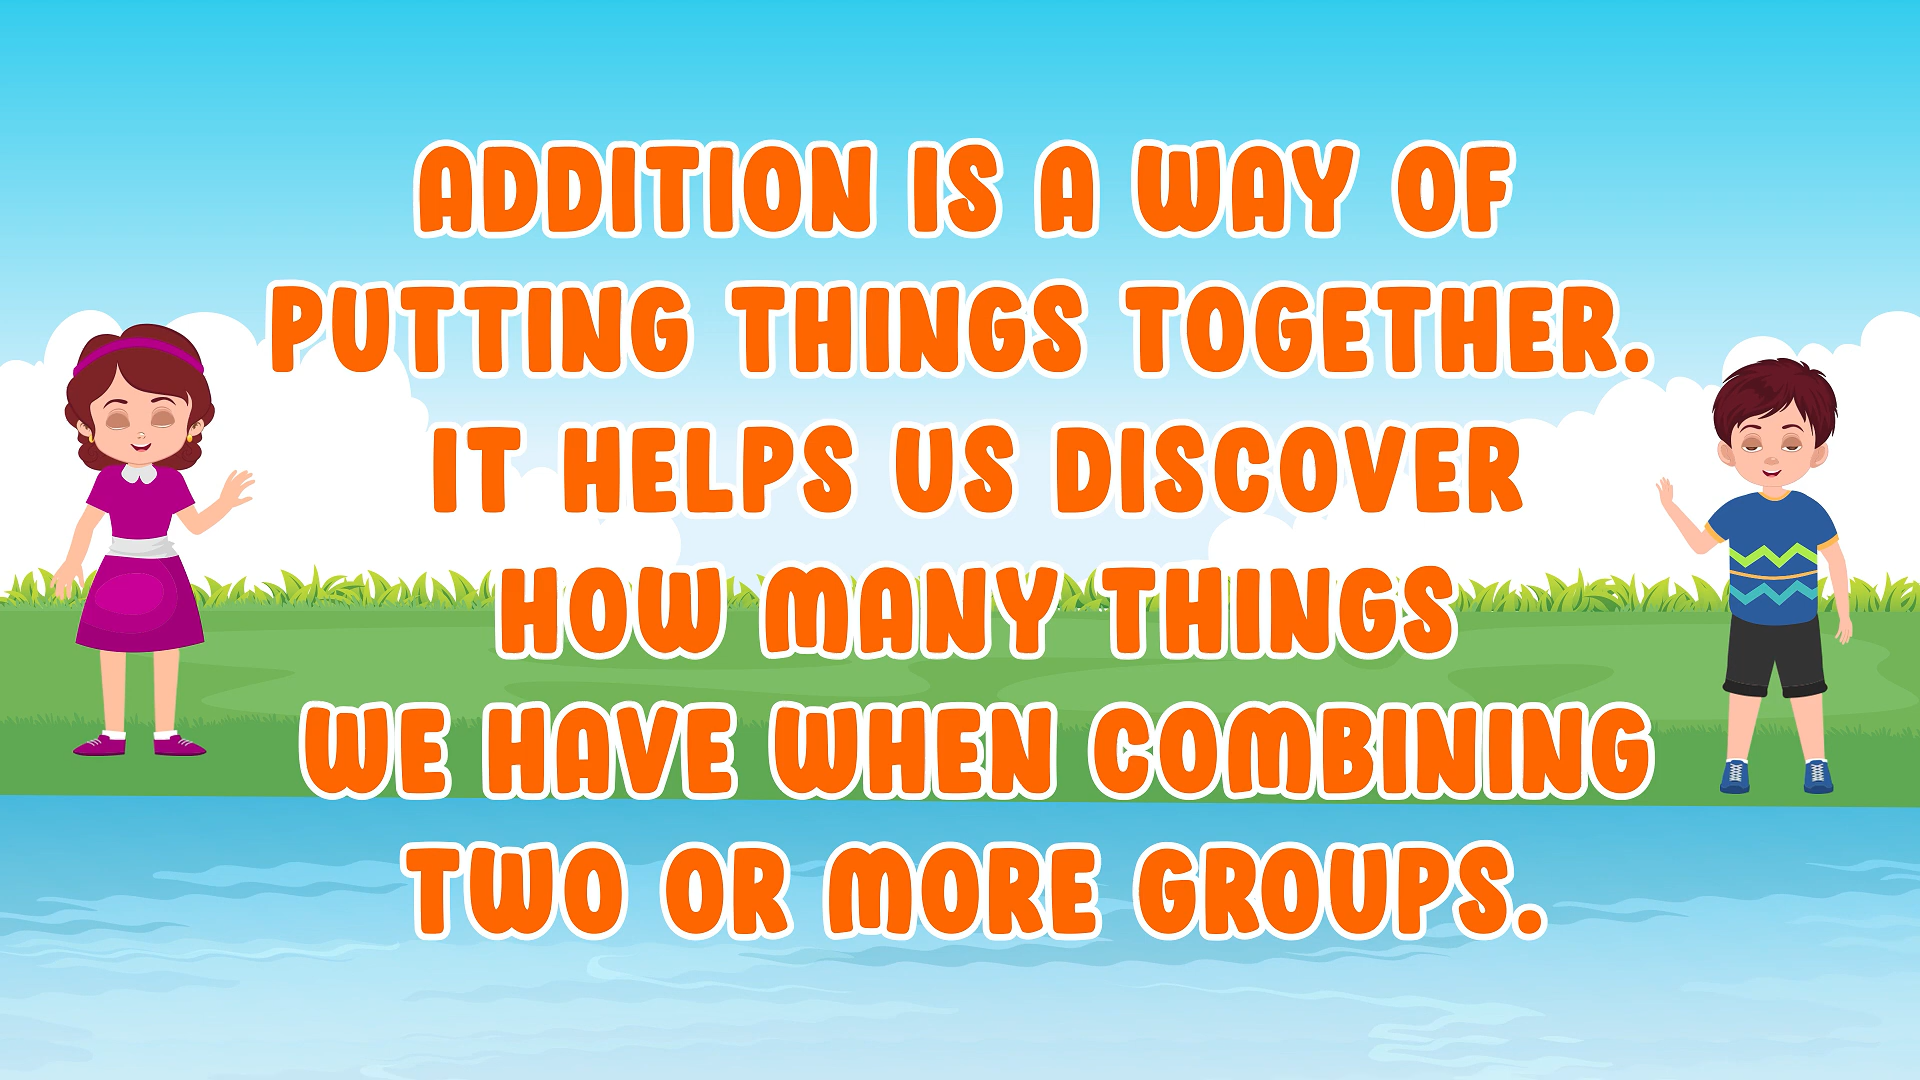 ADDITION IS A WAY OF
PUTTING THINGS TOGETHER.
IT HELPS US DISCOVER
HOW MANY THINGS
WE HAVE WHEN COMBINING
TWO OR MORE GROUPS.